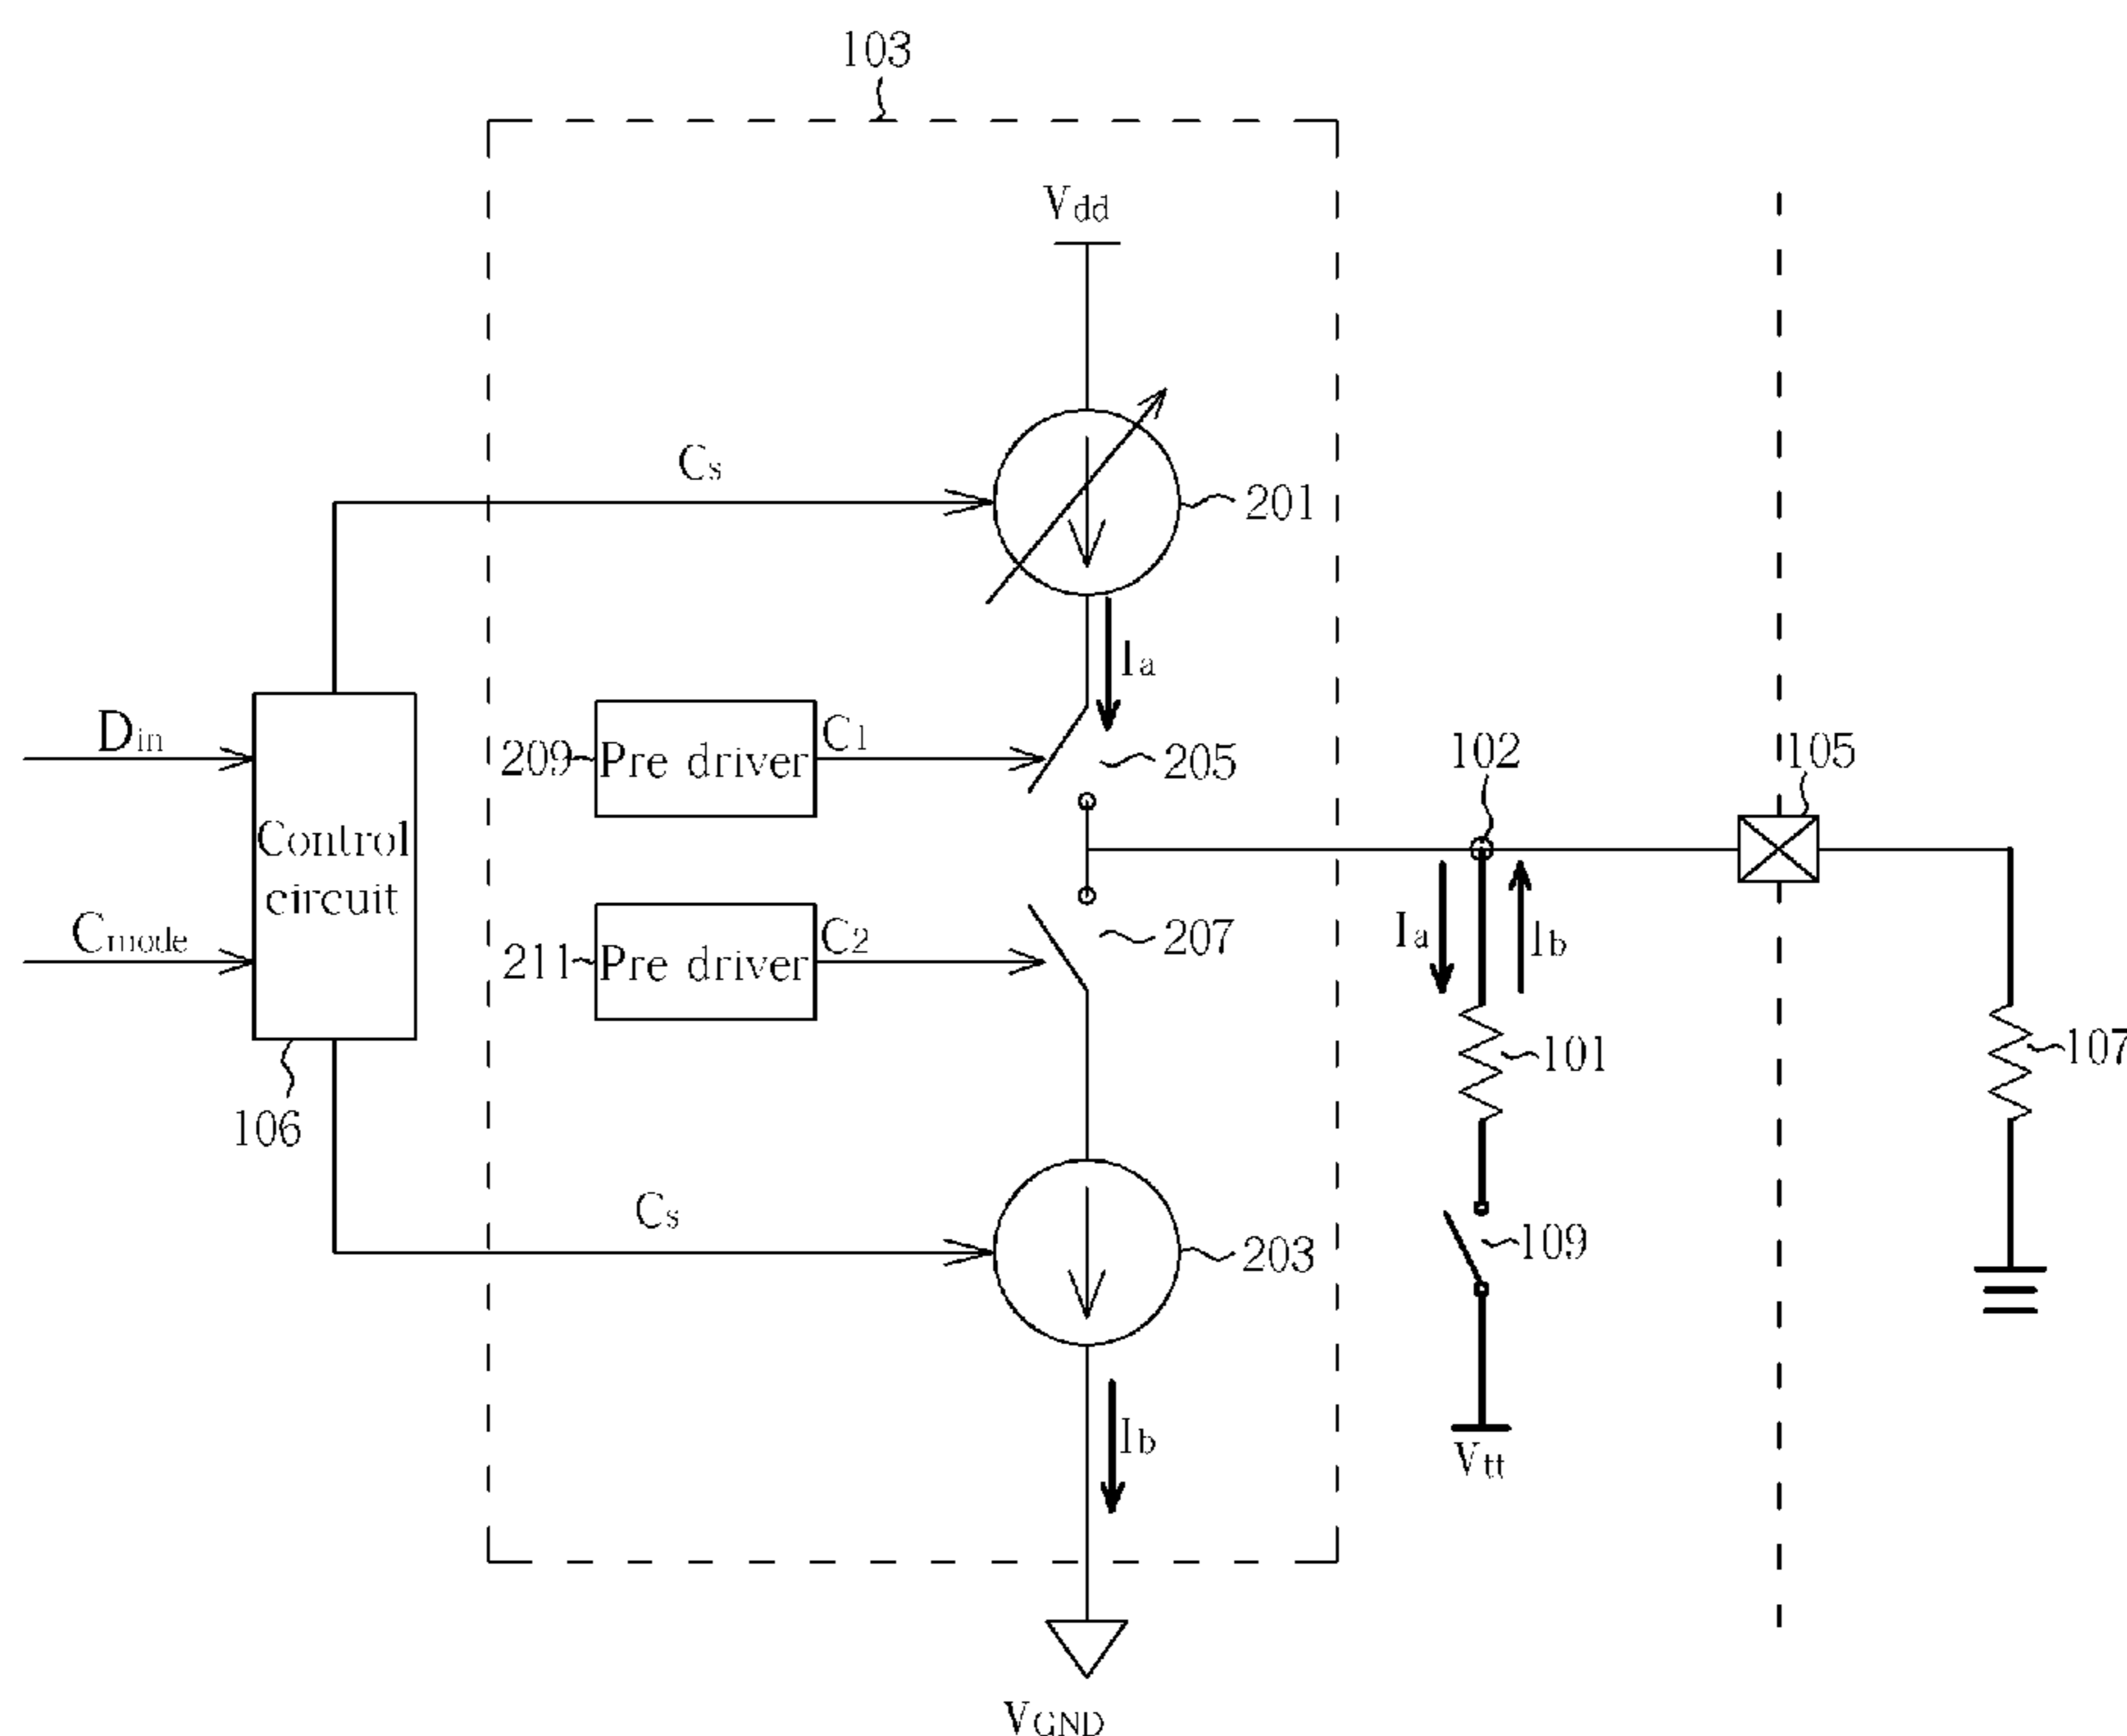 103
Vdd
Cs
201
Ia
Din
209
Pre driver
C1
205
102
105
Control
circuit
Cmode
211
Pre driver
C2
207
Ia
Ib
101
107
106
Cs
203
109
Ib
Vtt
VGND